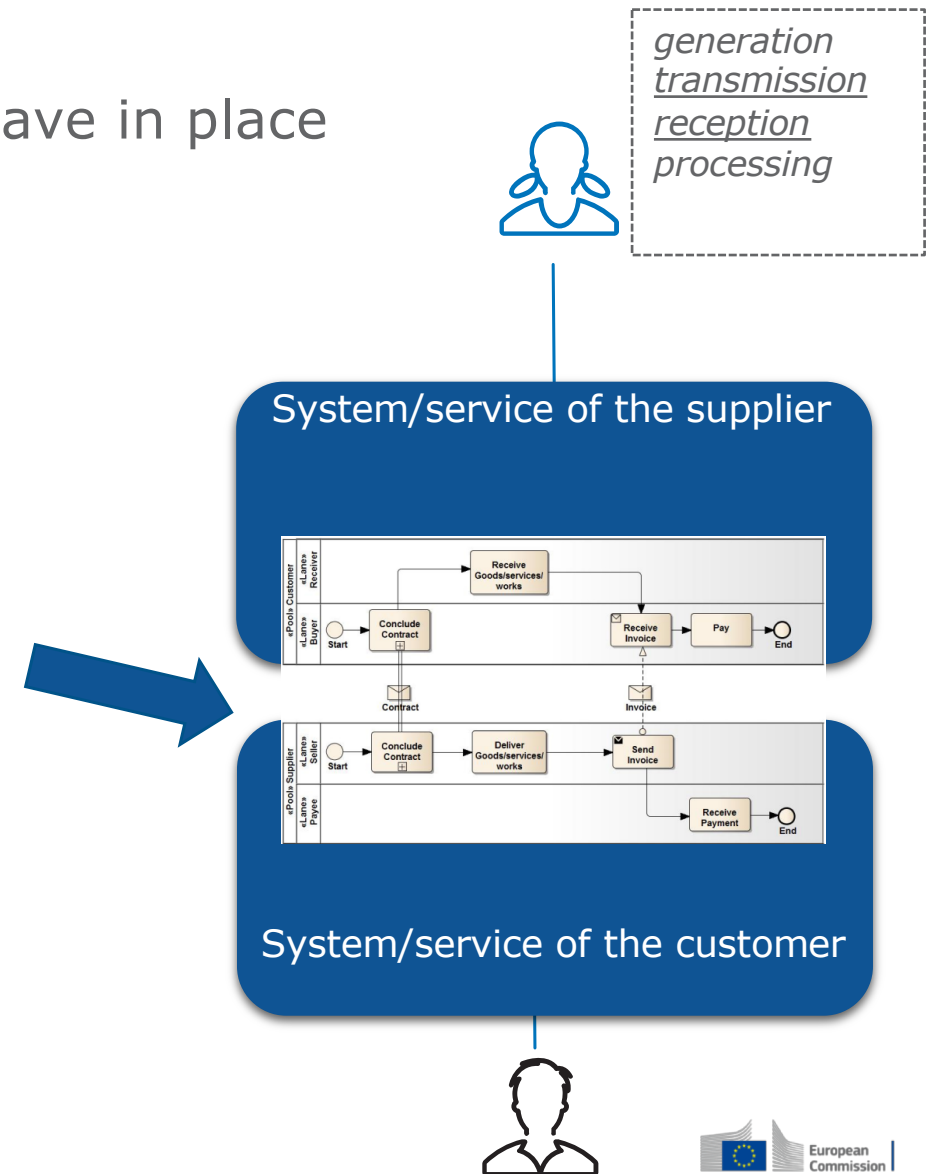 ave in place
generation
transmission
reception
processing
System/service of the supplier
«Pool» Customer
«Lane»
Receiver
Receive
Goods/services/
works
«Lane»
Buyer
Start
Conclude
Contract
Receive
Invoice
Pay
End
Contract
Invoice
«Pool» Supplier
«Lane»
Seller
Start
Conclude
Contract
Deliver
Goods/services/
works
Send
Invoice
«Lane»
Payee
Receive
Payment
End
System/service of the customer
European
Commission